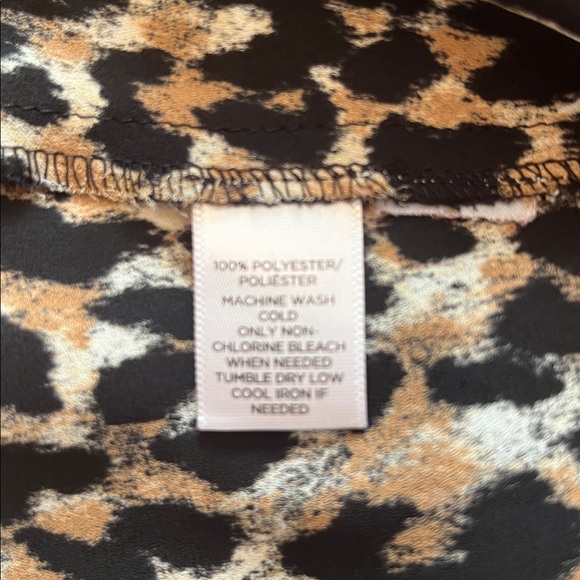 100% POLYESTER/
POLIÉSTER
MACHINE WASH
COLD
ONLY NON-
CHLORINE BLEACH
WHEN NEEDED
TUMBLE DRY LOW
COOL IRON IF
NEEDED